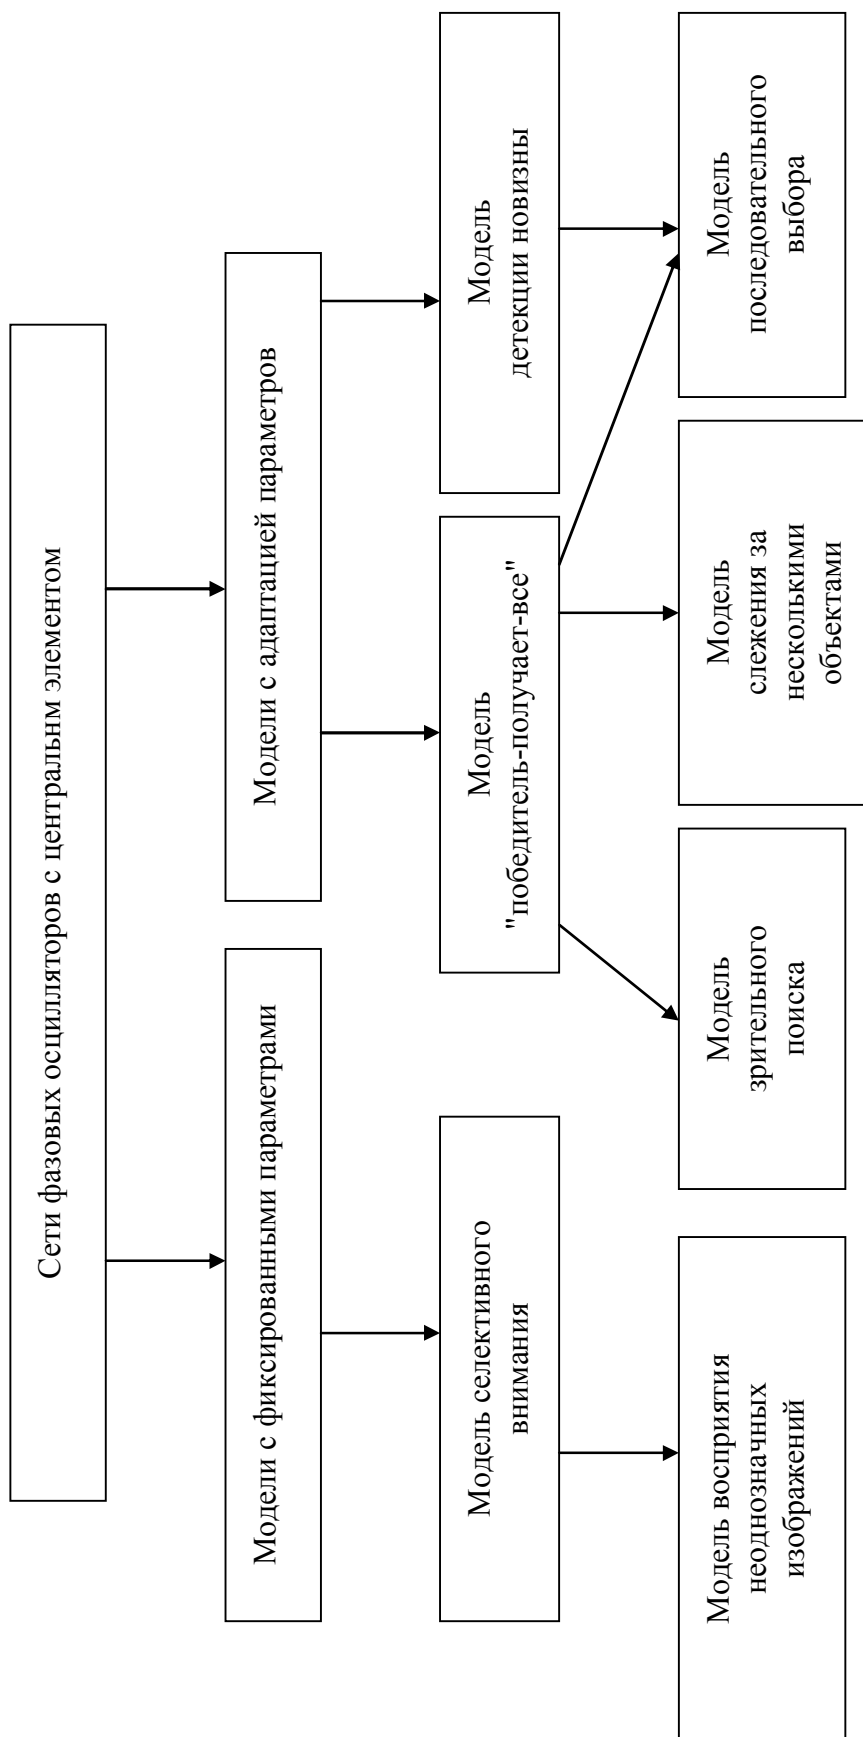 Сети фазовых осцилляторов с центральнм элементом
Модели с фиксированными параметрами
Модели с адаптацией параметров
Модель селективного
внимания
Модель
"победитель-получает-все"
Модель
детекции новизны
Модель восприятия
неоднозначных
изображений
Модель
зрительного
поиска
Модель
слежения за
несколькими
объектами
Модель
последовательного
выбора